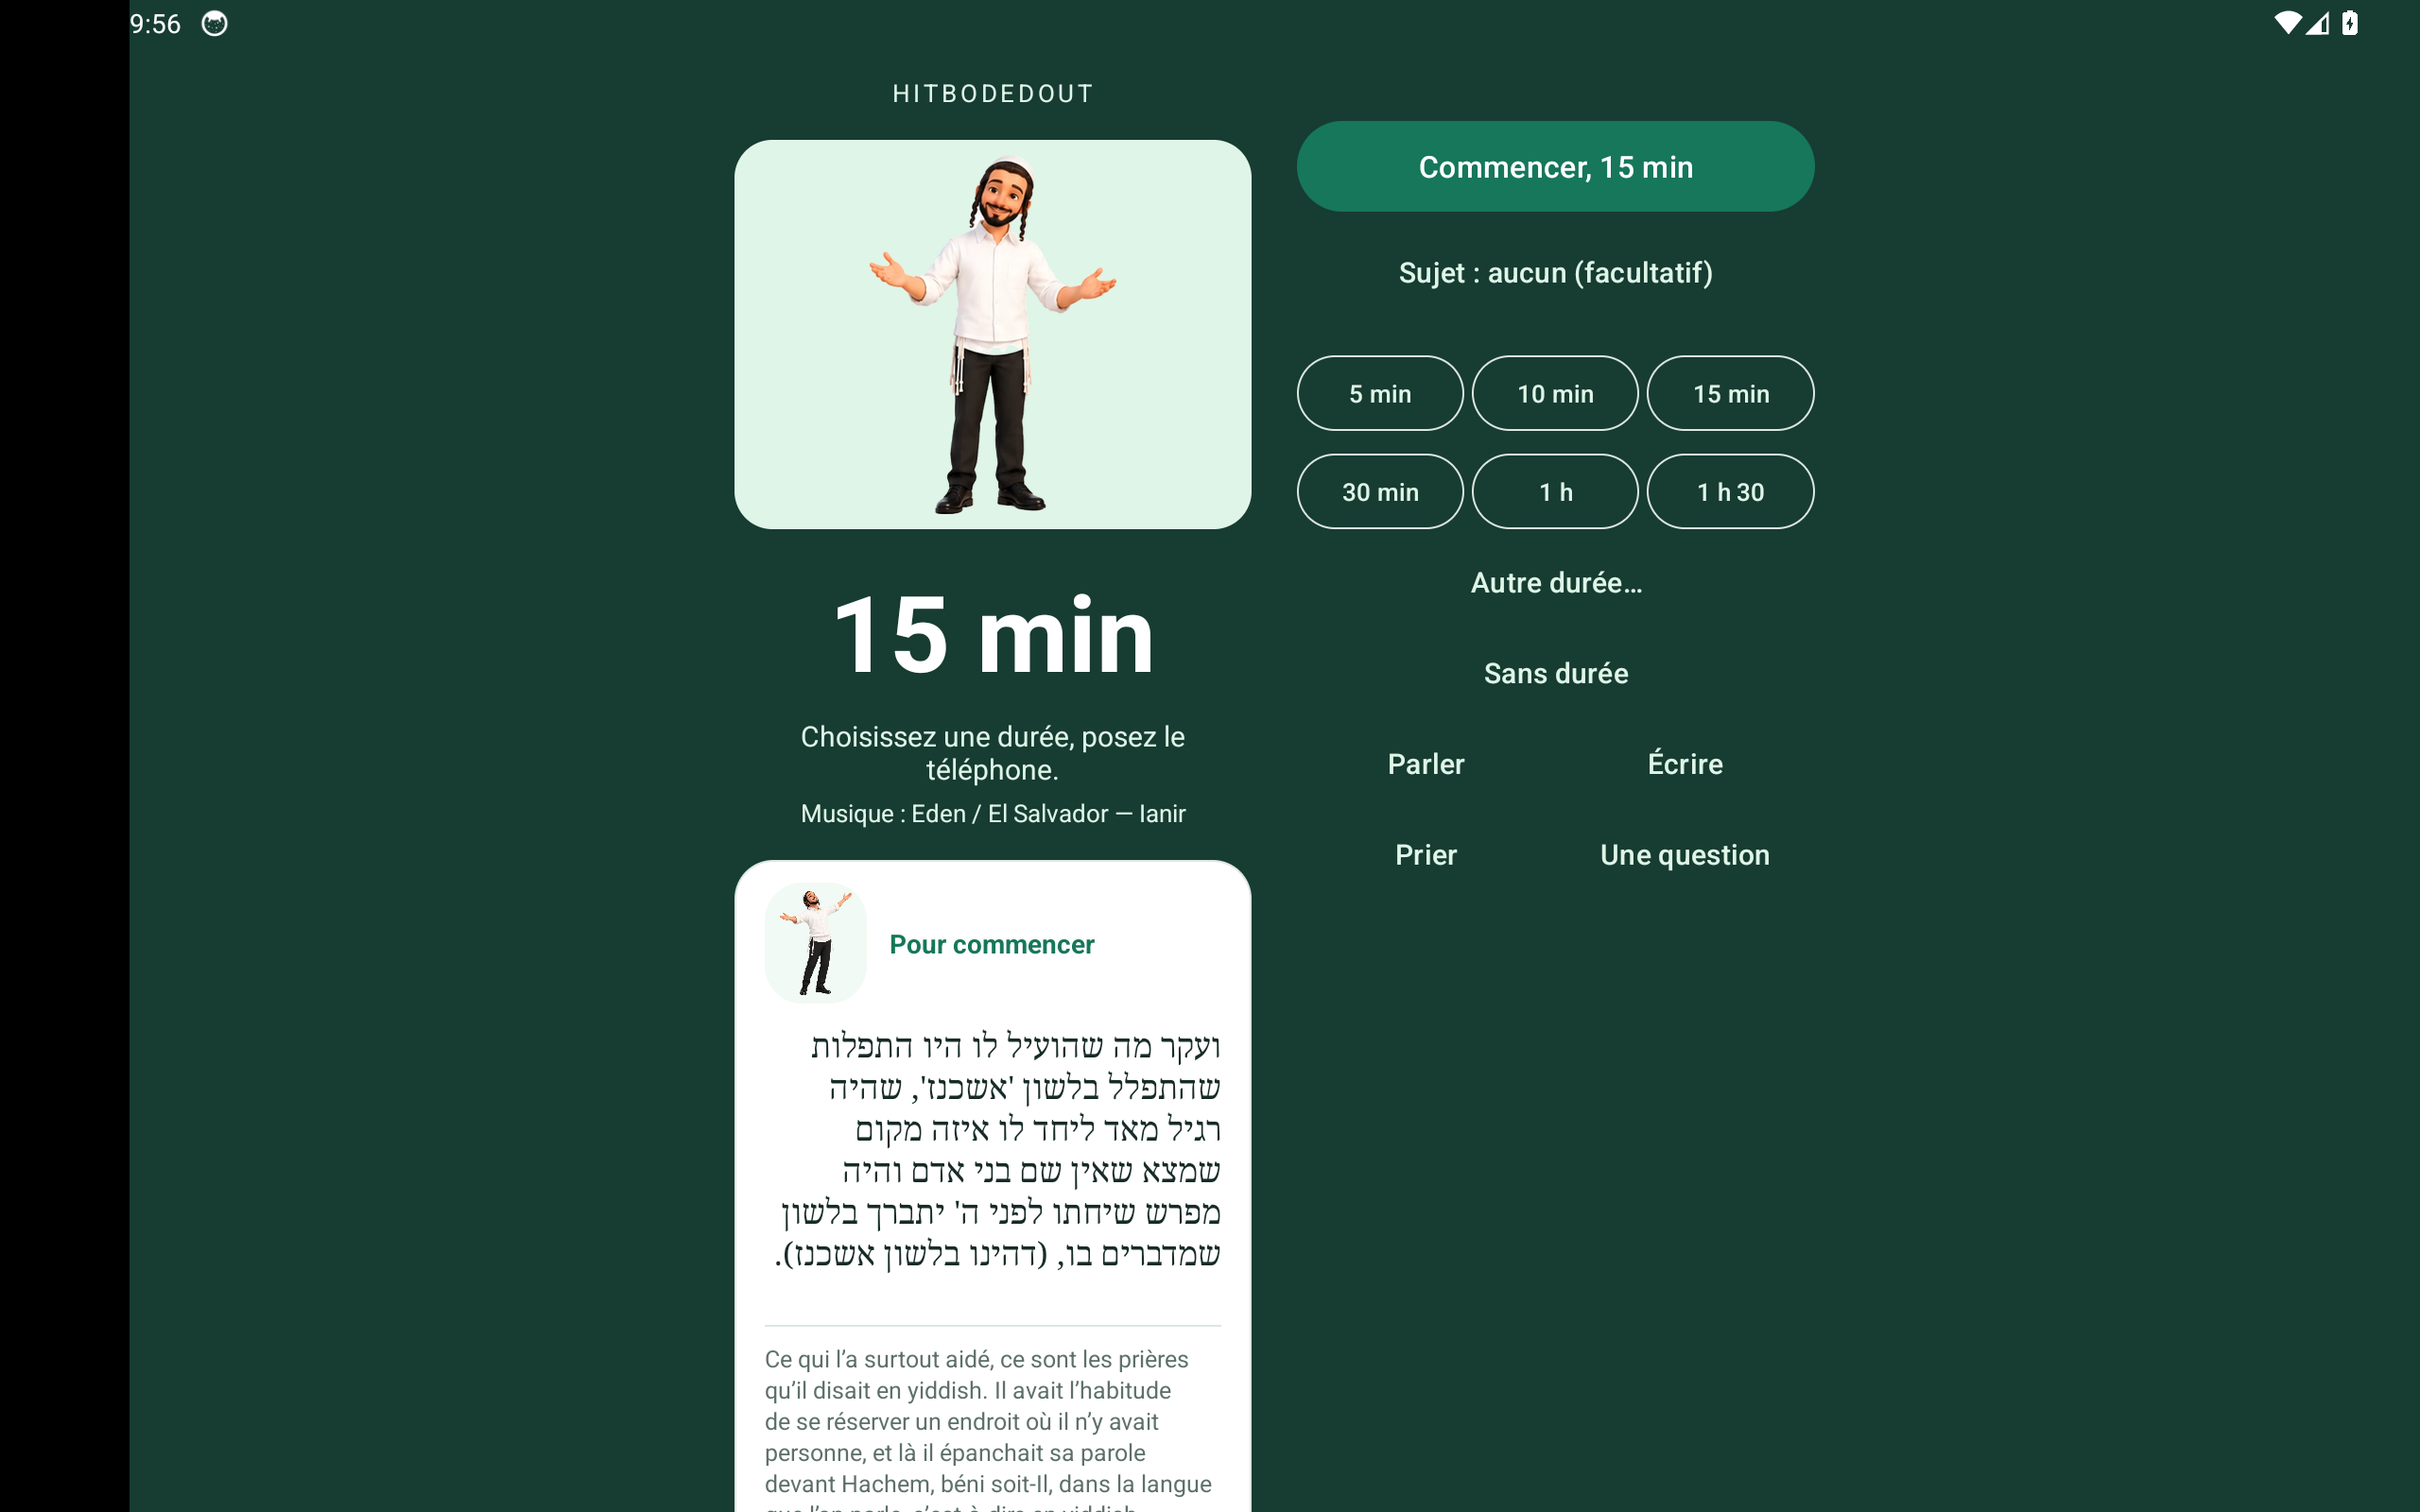 9:56
HITBODEDOUT
15 min
Choisissez une durée, posez le
téléphone.
Musique : Eden / El Salvador — Ianir
Pour commencer
ועקר מה שהועיל לו היו התפלות
שהתפלל בלשון 'אשכנז', שהיה
רגיל מאד ליחד לו איזה מקום
שמצא שאין שם בני אדם והיה
מפרש שיחתו לפני ה' יתברך בלשון
שמדברים בו, (דהינו בלשון אשכנז).
Ce qui l’a surtout aidé, ce sont les prières
qu’il disait en yiddish. Il avait l’habitude
de se réserver un endroit où il n’y avait
personne, et là il épanchait sa parole
devant Hachem, béni soit-Il, dans la langue
Commencer, 15 min
Sujet : aucun (facultatif)
5 min
10 min
15 min
30 min
1 h
1 h 30
Autre durée…
Sans durée
Parler
Écrire
Prier
Une question